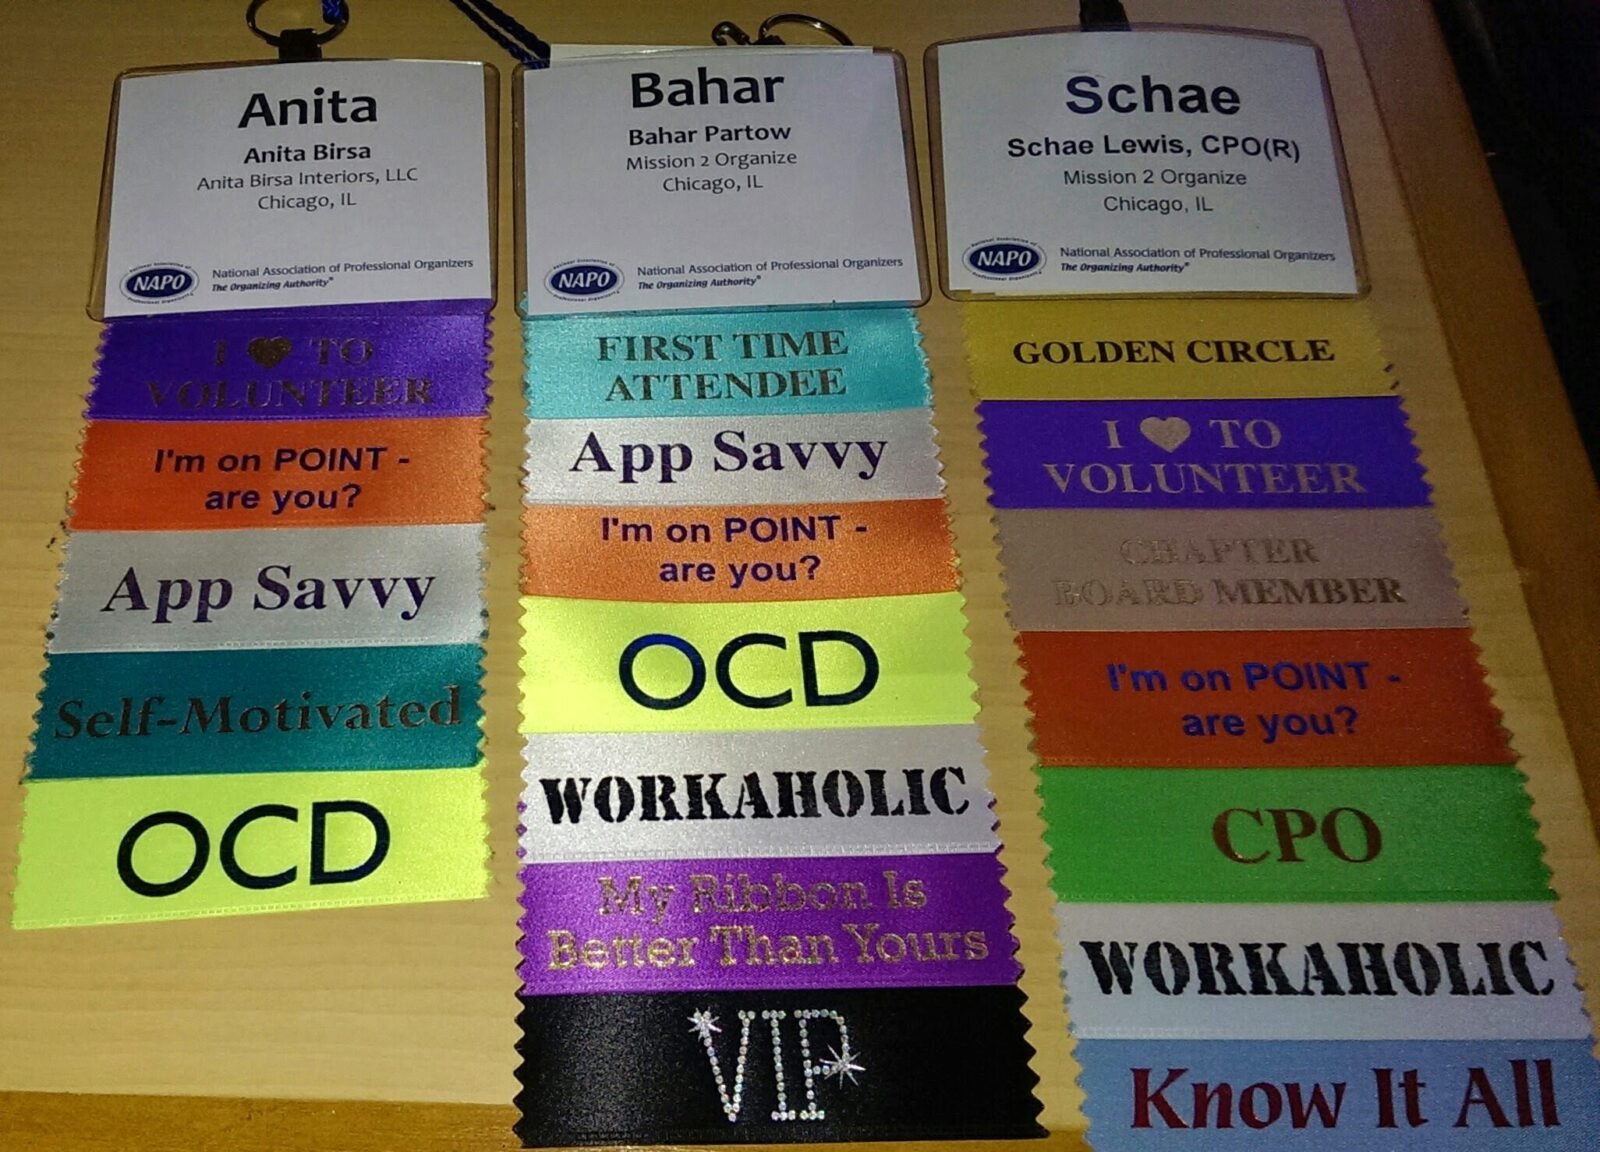 Anita
Anita Birsa
Anita Birsa Interiors, LLC
Chicago, IL
NAPO
National Association of Professional Organizers
The Organizing Authority®
I ♥ TO
VOLUNTEER
I'm on POINT -
are you?
App Savvy
Self-Motivated
OCD
Bahar
Bahar Partow
Mission 2 Organize
Chicago, IL
NAPO
National Association of Professional Organizers
The Organizing Authority®
FIRST TIME
ATTENDEE
App Savvy
I'm on POINT -
are you?
OCD
WORKAHOLIC
My Ribbon Is
Better Than Yours
VIP
Schae
Schae Lewis, CPO(R)
Mission 2 Organize
Chicago, IL
NAPO
National Association of Professional Organizers
The Organizing Authority®
GOLDEN CIRCLE
I ♥ TO
VOLUNTEER
CHAPTER
BOARD MEMBER
I'm on POINT -
are you?
CPO
WORKAHOLIC
Know It All